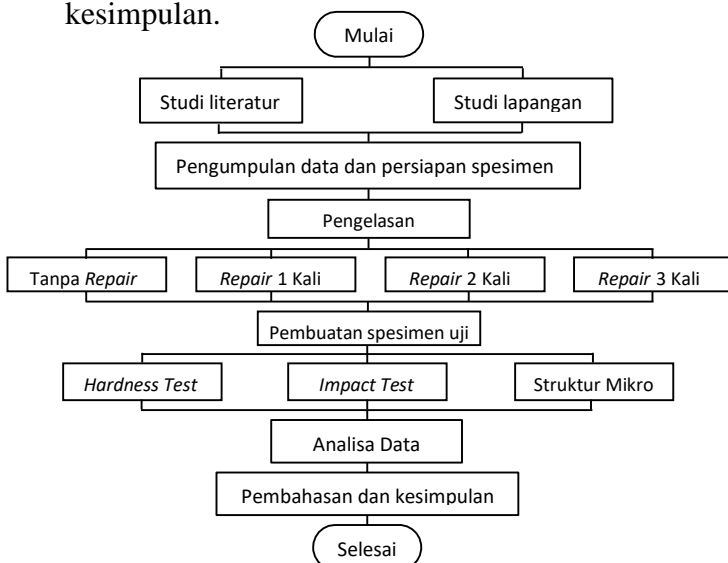 kesimpulan.
Mulai
Studi literatur
Studi lapangan
Pengumpulan data dan persiapan spesimen
Pengelasan
Tanpa Repair
Repair 1 Kali
Repair 2 Kali
Repair 3 Kali
Pembuatan spesimen uji
Hardness Test
Impact Test
Struktur Mikro
Analisa Data
Pembahasan dan kesimpulan
Selesai